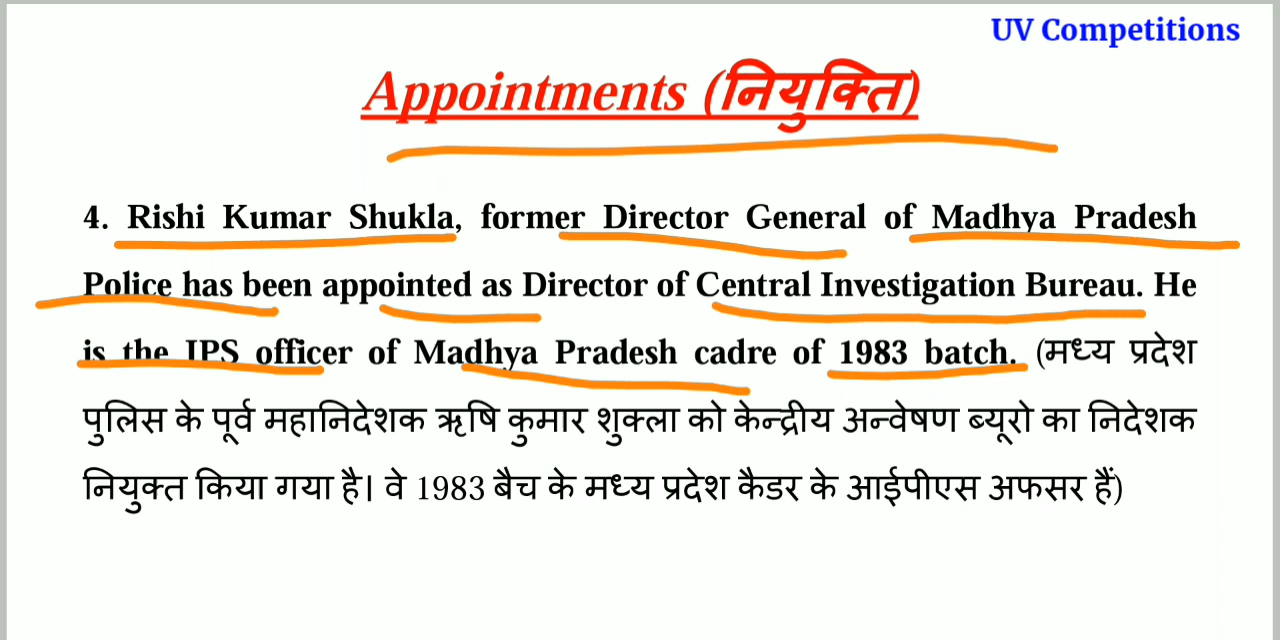 UV Competitions
Appointments (नियुक्ति)
4. Rishi Kumar Shukla, former Director General of Madhya Pradesh
Police has been appointed as Director of Central Investigation Bureau. He
is the IPS officer of Madhya Pradesh cadre of 1983 batch. (मध्य प्रदेश
पुलिस के पूर्व महानिदेशक ऋषि कुमार शुक्ला को केन्द्रीय अन्वेषण ब्यूरो का निदेशक
नियुक्त किया गया है। वे 1983 बैच के मध्य प्रदेश कैडर के आईपीएस अफसर हैं)